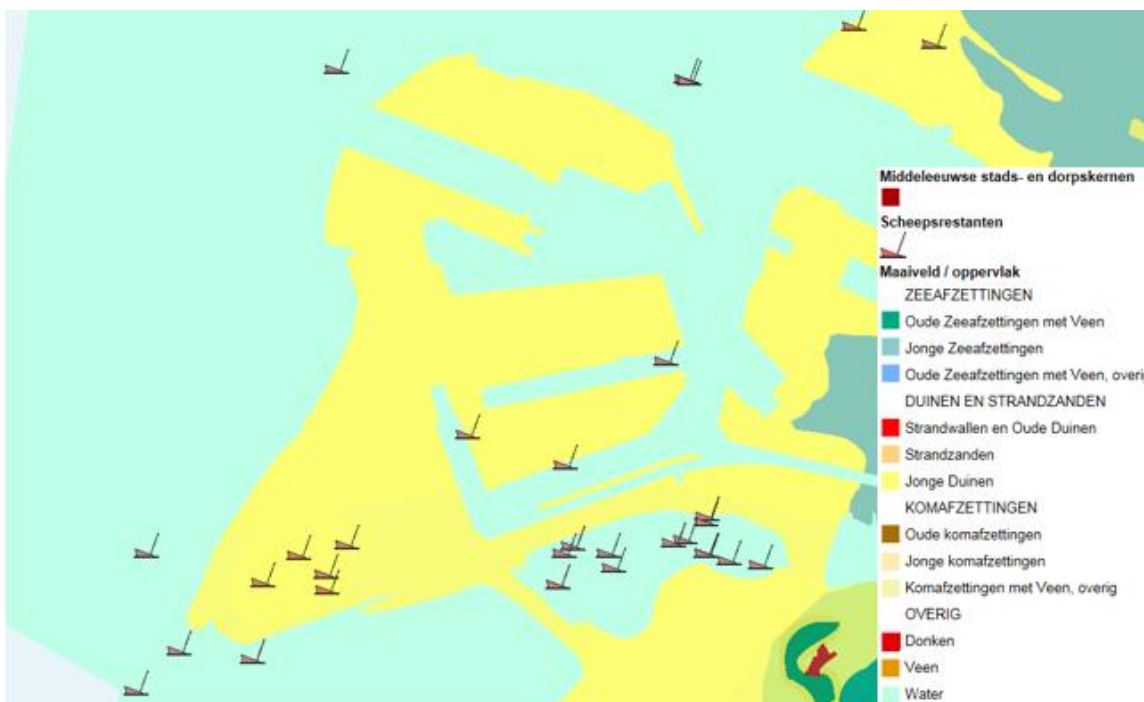 Middeleeuwse stads- en dorpskernen
Scheepsrestanten
Maaiveld / oppervlak
ZEEAFZETTINGEN
Oude Zeeafzettingen met Veen
Jonge Zeeafzettingen
Oude Zeeafzettingen met Veen, overig
DUINEN EN STRANDZANDEN
Strandwallen en Oude Duinen
Strandzanden
Jonge Duinen
KOMAFZETTINGEN
Oude komafzettingen
Jonge komafzettingen
Komafzettingen met Veen, overig
OVERIG
Donken
Veen
Water